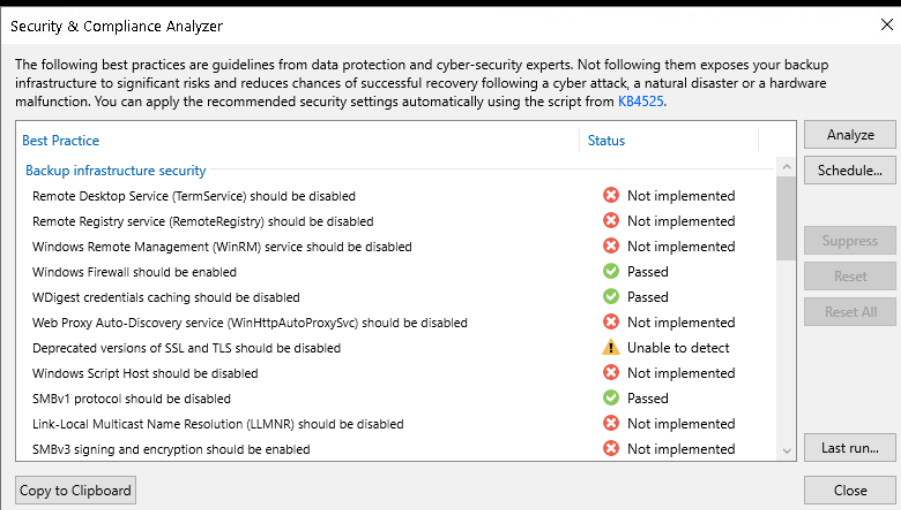 Security & Compliance Analyzer
The following best practices are guidelines from data protection and cyber-security experts. Not following them exposes your backup
infrastructure to significant risks and reduces chances of successful recovery following a cyber attack, a natural disaster or a hardware
malfunction. You can apply the recommended security settings automatically using the script from KB4525.
Best Practice Status
Analyze
Backup infrastructure security
Schedule...
Remote Desktop Service (TermService) should be disabled Not implemented
Remote Registry service (RemoteRegistry) should be disabled Not implemented
Windows Remote Management (WinRM) service should be disabled Not implemented
Suppress
Windows Firewall should be enabled Passed
Reset
WDigest credentials caching should be disabled Passed
Reset All
Web Proxy Auto-Discovery service (WinHttpAutoProxySvc) should be disabled Not implemented
Deprecated versions of SSL and TLS should be disabled Unable to detect
Windows Script Host should be disabled Not implemented
SMBv1 protocol should be disabled Passed
Link-Local Multicast Name Resolution (LLMNR) should be disabled Not implemented
SMBv3 signing and encryption should be enabled Not implemented
Last run...
Copy to Clipboard
Close